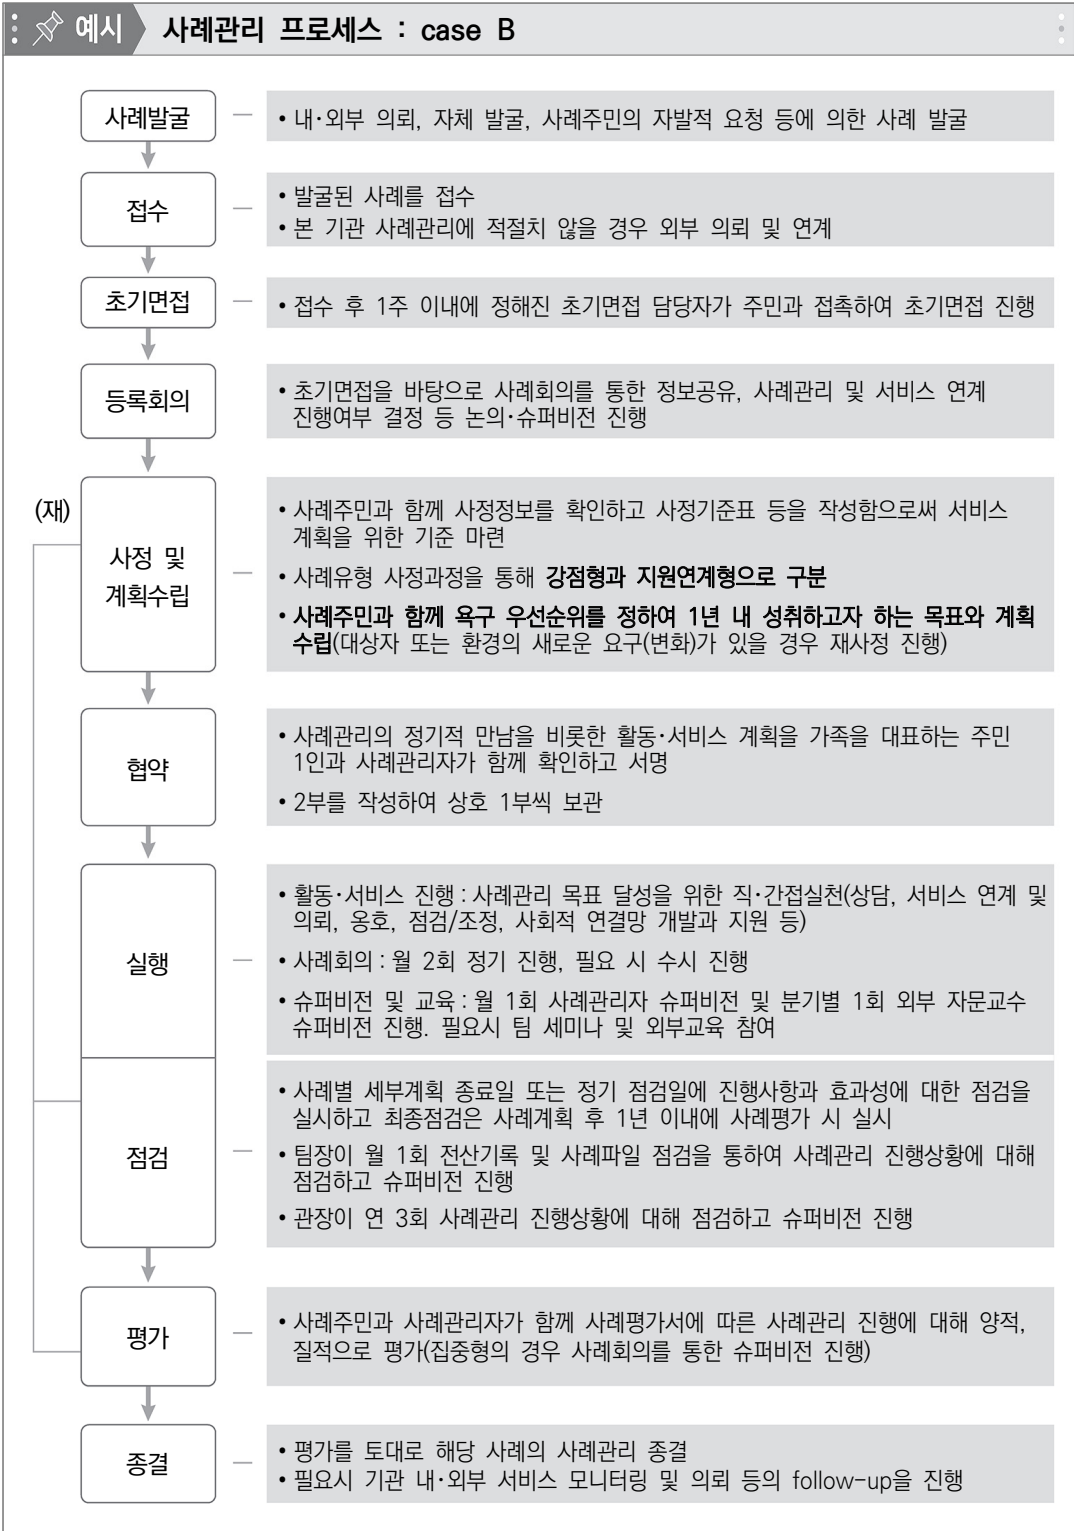 예시 사례관리 프로세스 : case B
사례발굴
• 내·외부 의뢰, 자체 발굴, 사례주민의 자발적 요청 등에 의한 사례 발굴
접수
• 발굴된 사례를 접수
• 본 기관 사례관리에 적절치 않을 경우 외부 의뢰 및 연계
초기면접
• 접수 후 1주 이내에 정해진 초기면접 담당자가 주민과 접촉하여 초기면접 진행
등록회의
• 초기면접을 바탕으로 사례회의를 통한 정보공유, 사례관리 및 서비스 연계
진행여부 결정 등 논의·슈퍼비전 진행
(재)
사정 및
계획수립
• 사례주민과 함께 사정정보를 확인하고 사정기준표 등을 작성함으로써 서비스
계획을 위한 기준 마련
• 사례유형 사정과정을 통해 강점형과 지원연계형으로 구분
• 사례주민과 함께 욕구 우선순위를 정하여 1년 내 성취하고자 하는 목표와 계획
수립(대상자 또는 환경의 새로운 요구(변화)가 있을 경우 재사정 진행)
협약
• 사례관리의 정기적 만남을 비롯한 활동·서비스 계획을 가족을 대표하는 주민
1인과 사례관리자가 함께 확인하고 서명
• 2부를 작성하여 상호 1부씩 보관
실행
• 활동·서비스 진행 : 사례관리 목표 달성을 위한 직·간접실천(상담, 서비스 연계 및
의뢰, 옹호, 점검/조정, 사회적 연결망 개발과 지원 등)
• 사례회의 : 월 2회 정기 진행, 필요 시 수시 진행
• 슈퍼비전 및 교육 : 월 1회 사례관리자 슈퍼비전 및 분기별 1회 외부 자문교수
슈퍼비전 진행. 필요시 팀 세미나 및 외부교육 참여
점검
• 사례별 세부계획 종료일 또는 정기 점검일에 진행사항과 효과성에 대한 점검을
실시하고 최종점검은 사례계획 후 1년 이내에 사례평가 시 실시
• 팀장이 월 1회 전산기록 및 사례파일 점검을 통하여 사례관리 진행상황에 대해
점검하고 슈퍼비전 진행
• 관장이 연 3회 사례관리 진행상황에 대해 점검하고 슈퍼비전 진행
평가
• 사례주민과 사례관리자가 함께 사례평가서에 따른 사례관리 진행에 대해 양적,
질적으로 평가(집중형의 경우 사례회의를 통한 슈퍼비전 진행)
종결
• 평가를 토대로 해당 사례의 사례관리 종결
• 필요시 기관 내·외부 서비스 모니터링 및 의뢰 등의 follow-up을 진행